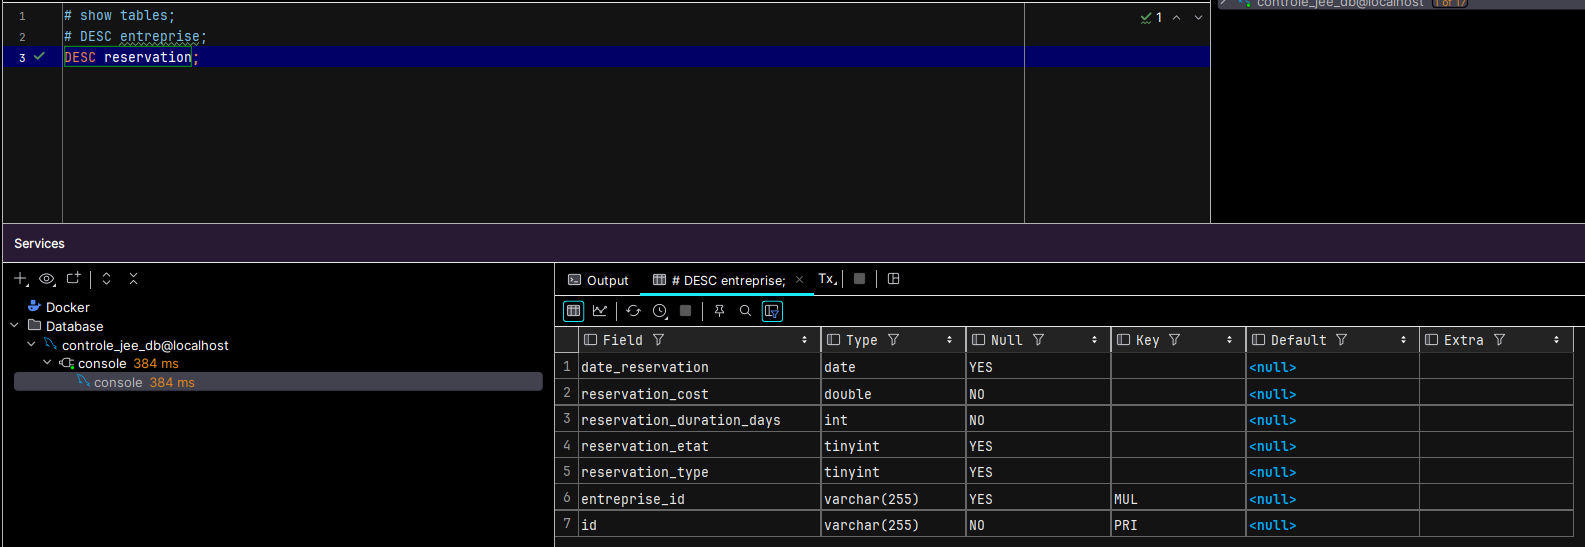 controle_jee_db@localhost 1 of 17
1 # show tables;
2 # DESC entreprise;
3 DESC reservation;
1
Services
Docker
Database
controle_jee_db@localhost
console 384 ms
console 384 ms
Output # DESC entreprise; Tx
Field Type Null Key Default Extra
1 date_reservation date YES <null>
2 reservation_cost double NO <null>
3 reservation_duration_days int NO <null>
4 reservation_etat tinyint YES <null>
5 reservation_type tinyint YES <null>
6 entreprise_id varchar(255) YES MUL <null>
7 id varchar(255) NO PRI <null>